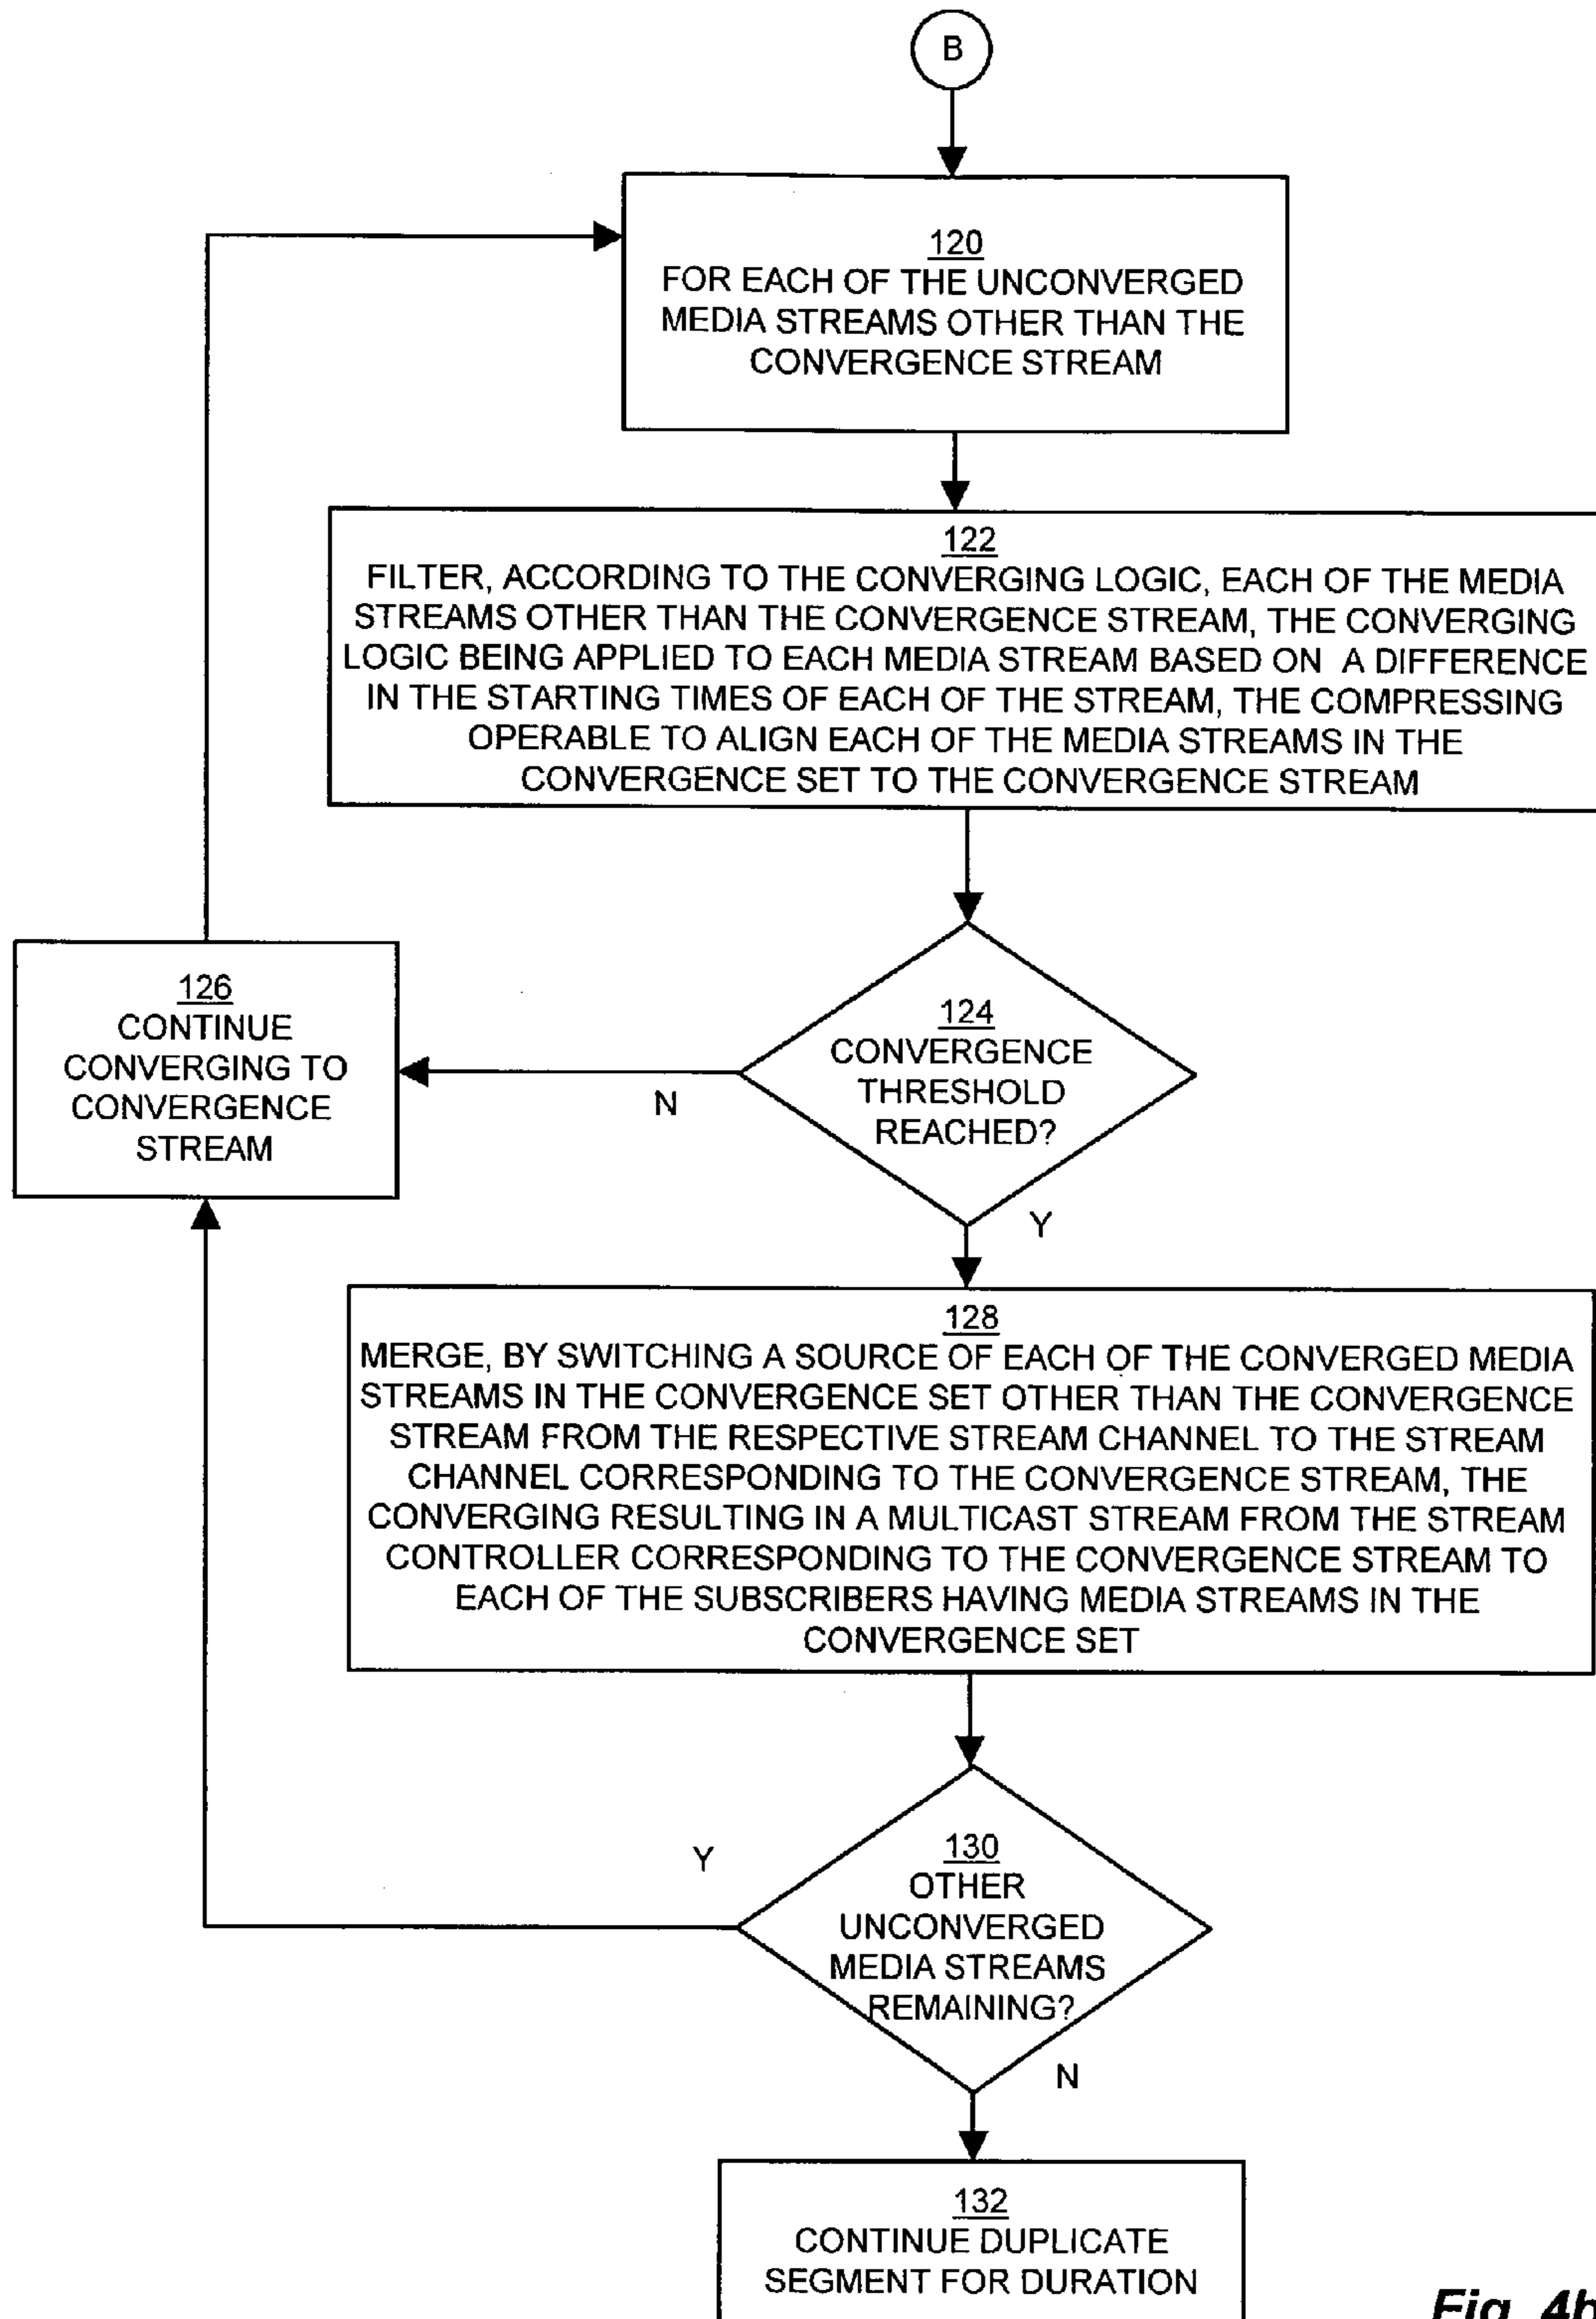 B
120
FOR EACH OF THE UNCONVERGED
MEDIA STREAMS OTHER THAN THE
CONVERGENCE STREAM
122
FILTER, ACCORDING TO THE CONVERGING LOGIC, EACH OF THE MEDIA
STREAMS OTHER THAN THE CONVERGENCE STREAM, THE CONVERGING
LOGIC BEING APPLIED TO EACH MEDIA STREAM BASED ON A DIFFERENCE
IN THE STARTING TIMES OF EACH OF THE STREAM, THE COMPRESSING
OPERABLE TO ALIGN EACH OF THE MEDIA STREAMS IN THE
CONVERGENCE SET TO THE CONVERGENCE STREAM
124
CONVERGENCE
THRESHOLD
REACHED?
N
126
CONTINUE
CONVERGING TO
CONVERGENCE
STREAM
Y
128
MERGE, BY SWITCHING A SOURCE OF EACH OF THE CONVERGED MEDIA
STREAMS IN THE CONVERGENCE SET OTHER THAN THE CONVERGENCE
STREAM FROM THE RESPECTIVE STREAM CHANNEL TO THE STREAM
CHANNEL CORRESPONDING TO THE CONVERGENCE STREAM, THE
CONVERGING RESULTING IN A MULTICAST STREAM FROM THE STREAM
CONTROLLER CORRESPONDING TO THE CONVERGENCE STREAM TO
EACH OF THE SUBSCRIBERS HAVING MEDIA STREAMS IN THE
CONVERGENCE SET
Y
130
OTHER
UNCONVERGED
MEDIA STREAMS
REMAINING?
N
132
CONTINUE DUPLICATE
SEGMENT FOR DURATION
Fig. 4b